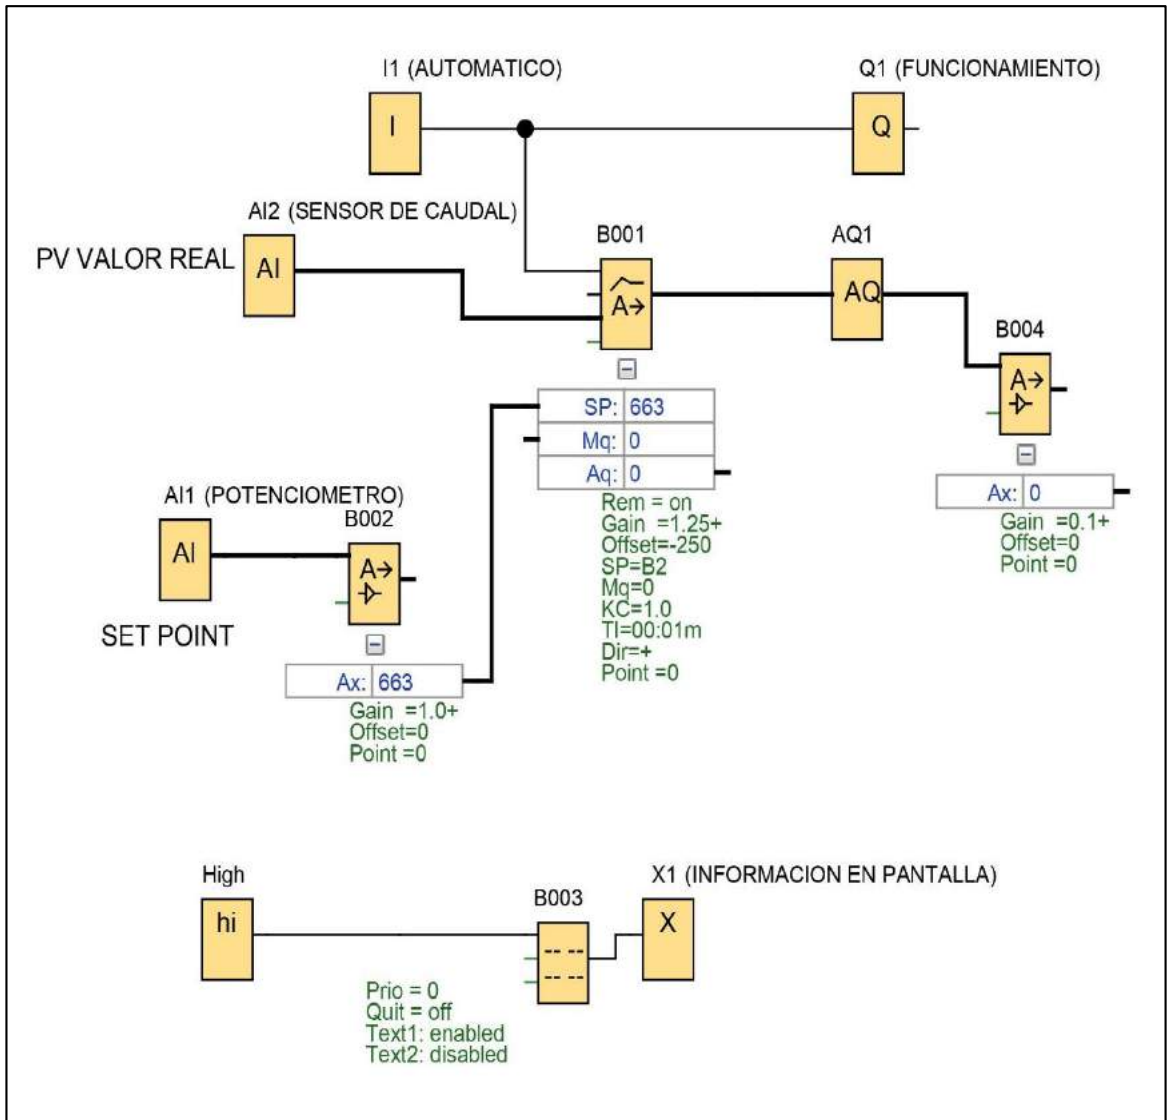 I1 (AUTOMATICO)
Q1 (FUNCIONAMIENTO)
I
Q
AI2 (SENSOR DE CAUDAL)
PV VALOR REAL
AI
B001
A→
AQ1
AQ
B004
A→
SP: 663
Mq: 0
Aq: 0
Rem = on
Gain =1.25+
Offset=-250
SP=B2
Mq=0
KC=1.0
TI=00:01m
Dir=+
Point =0
Ax: 0
Gain =0.1+
Offset=0
Point =0
AI1 (POTENCIOMETRO)
B002
AI
A→
SET POINT
Ax: 663
Gain =1.0+
Offset=0
Point =0
High
hi
B003
X1 (INFORMACION EN PANTALLA)
X
Prio = 0
Quit = off
Text1: enabled
Text2: disabled